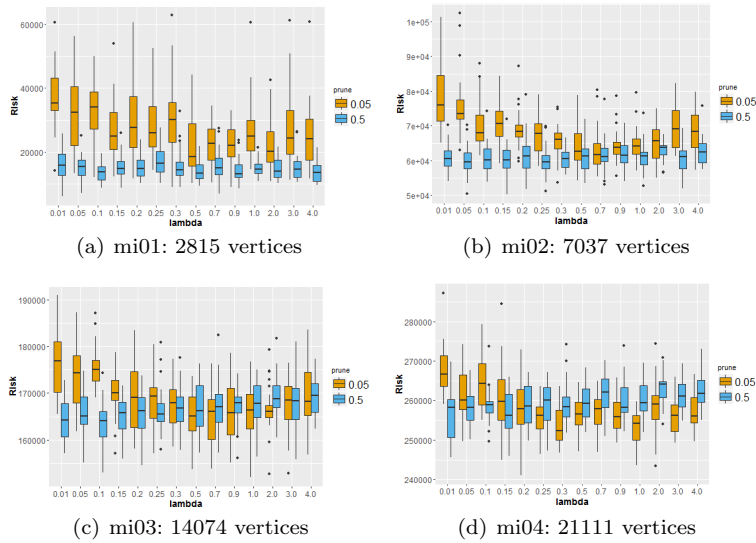 60000
40000
20000
Risk
0.01 0.05 0.1 0.15 0.2 0.25 0.3 0.5 0.7 0.9 1.0 2.0 3.0 4.0
lambda
prune
0.05
0.5
(a) mi01: 2815 vertices
1e+05
9e+04
8e+04
7e+04
6e+04
5e+04
Risk
0.01 0.05 0.1 0.15 0.2 0.25 0.3 0.5 0.7 0.9 1.0 2.0 3.0 4.0
lambda
prune
0.05
0.5
(b) mi02: 7037 vertices
190000
180000
170000
160000
Risk
0.01 0.05 0.1 0.15 0.2 0.25 0.3 0.5 0.7 0.9 1.0 2.0 3.0 4.0
lambda
prune
0.05
0.5
(c) mi03: 14074 vertices
280000
270000
260000
250000
240000
Risk
0.01 0.05 0.1 0.15 0.2 0.25 0.3 0.5 0.7 0.9 1.0 2.0 3.0 4.0
lambda
prune
0.05
0.5
(d) mi04: 21111 vertices